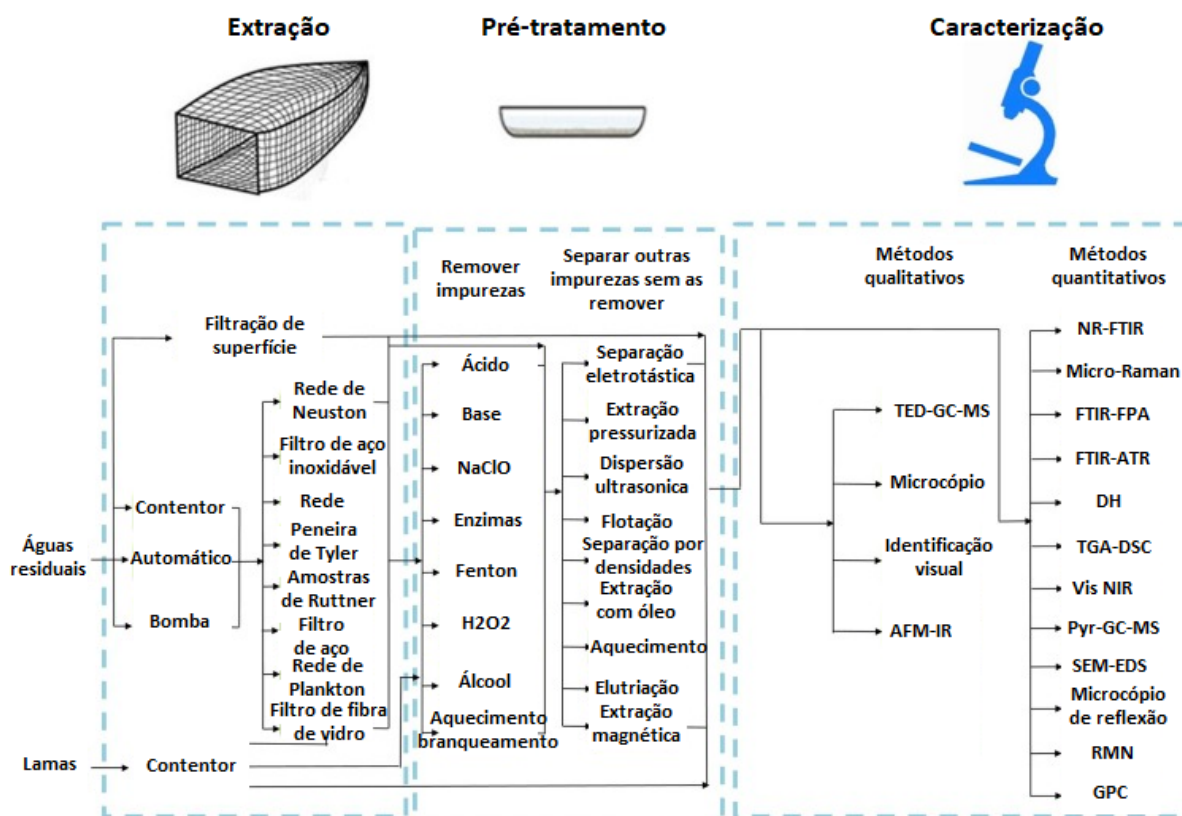 Extração
Pré-tratamento
Caracterização
Águas
residuais
Lamas
Filtração de
superfície
Contentor
Automático
Bomba
Contentor
Rede de
Neuston
Filtro de aço
inoxidável
Rede
Peneira
de Tyler
Amostras
de Ruttner
Filtro
de aço
Rede de
Plankton
Filtro de fibra
de vidro
Remover
impurezas
Ácido
Base
NaClO
Enzimas
Fenton
H2O2
Álcool
Aquecimento
branqueamento
Separar outras
impurezas sem as
remover
Separação
eletrotástica
Extração
pressurizada
Dispersão
ultrasonica
Flotação
Separação por
densidades
Extração
com óleo
Aquecimento
Elutriação
Extração
magnética
Métodos
qualitativos
TED-GC-MS
Microcópio
Identificação
visual
AFM-IR
Métodos
quantitativos
NR-FTIR
Micro-Raman
FTIR-FPA
FTIR-ATR
DH
TGA-DSC
Vis NIR
Pyr-GC-MS
SEM-EDS
Microcópio
de reflexão
RMN
GPC